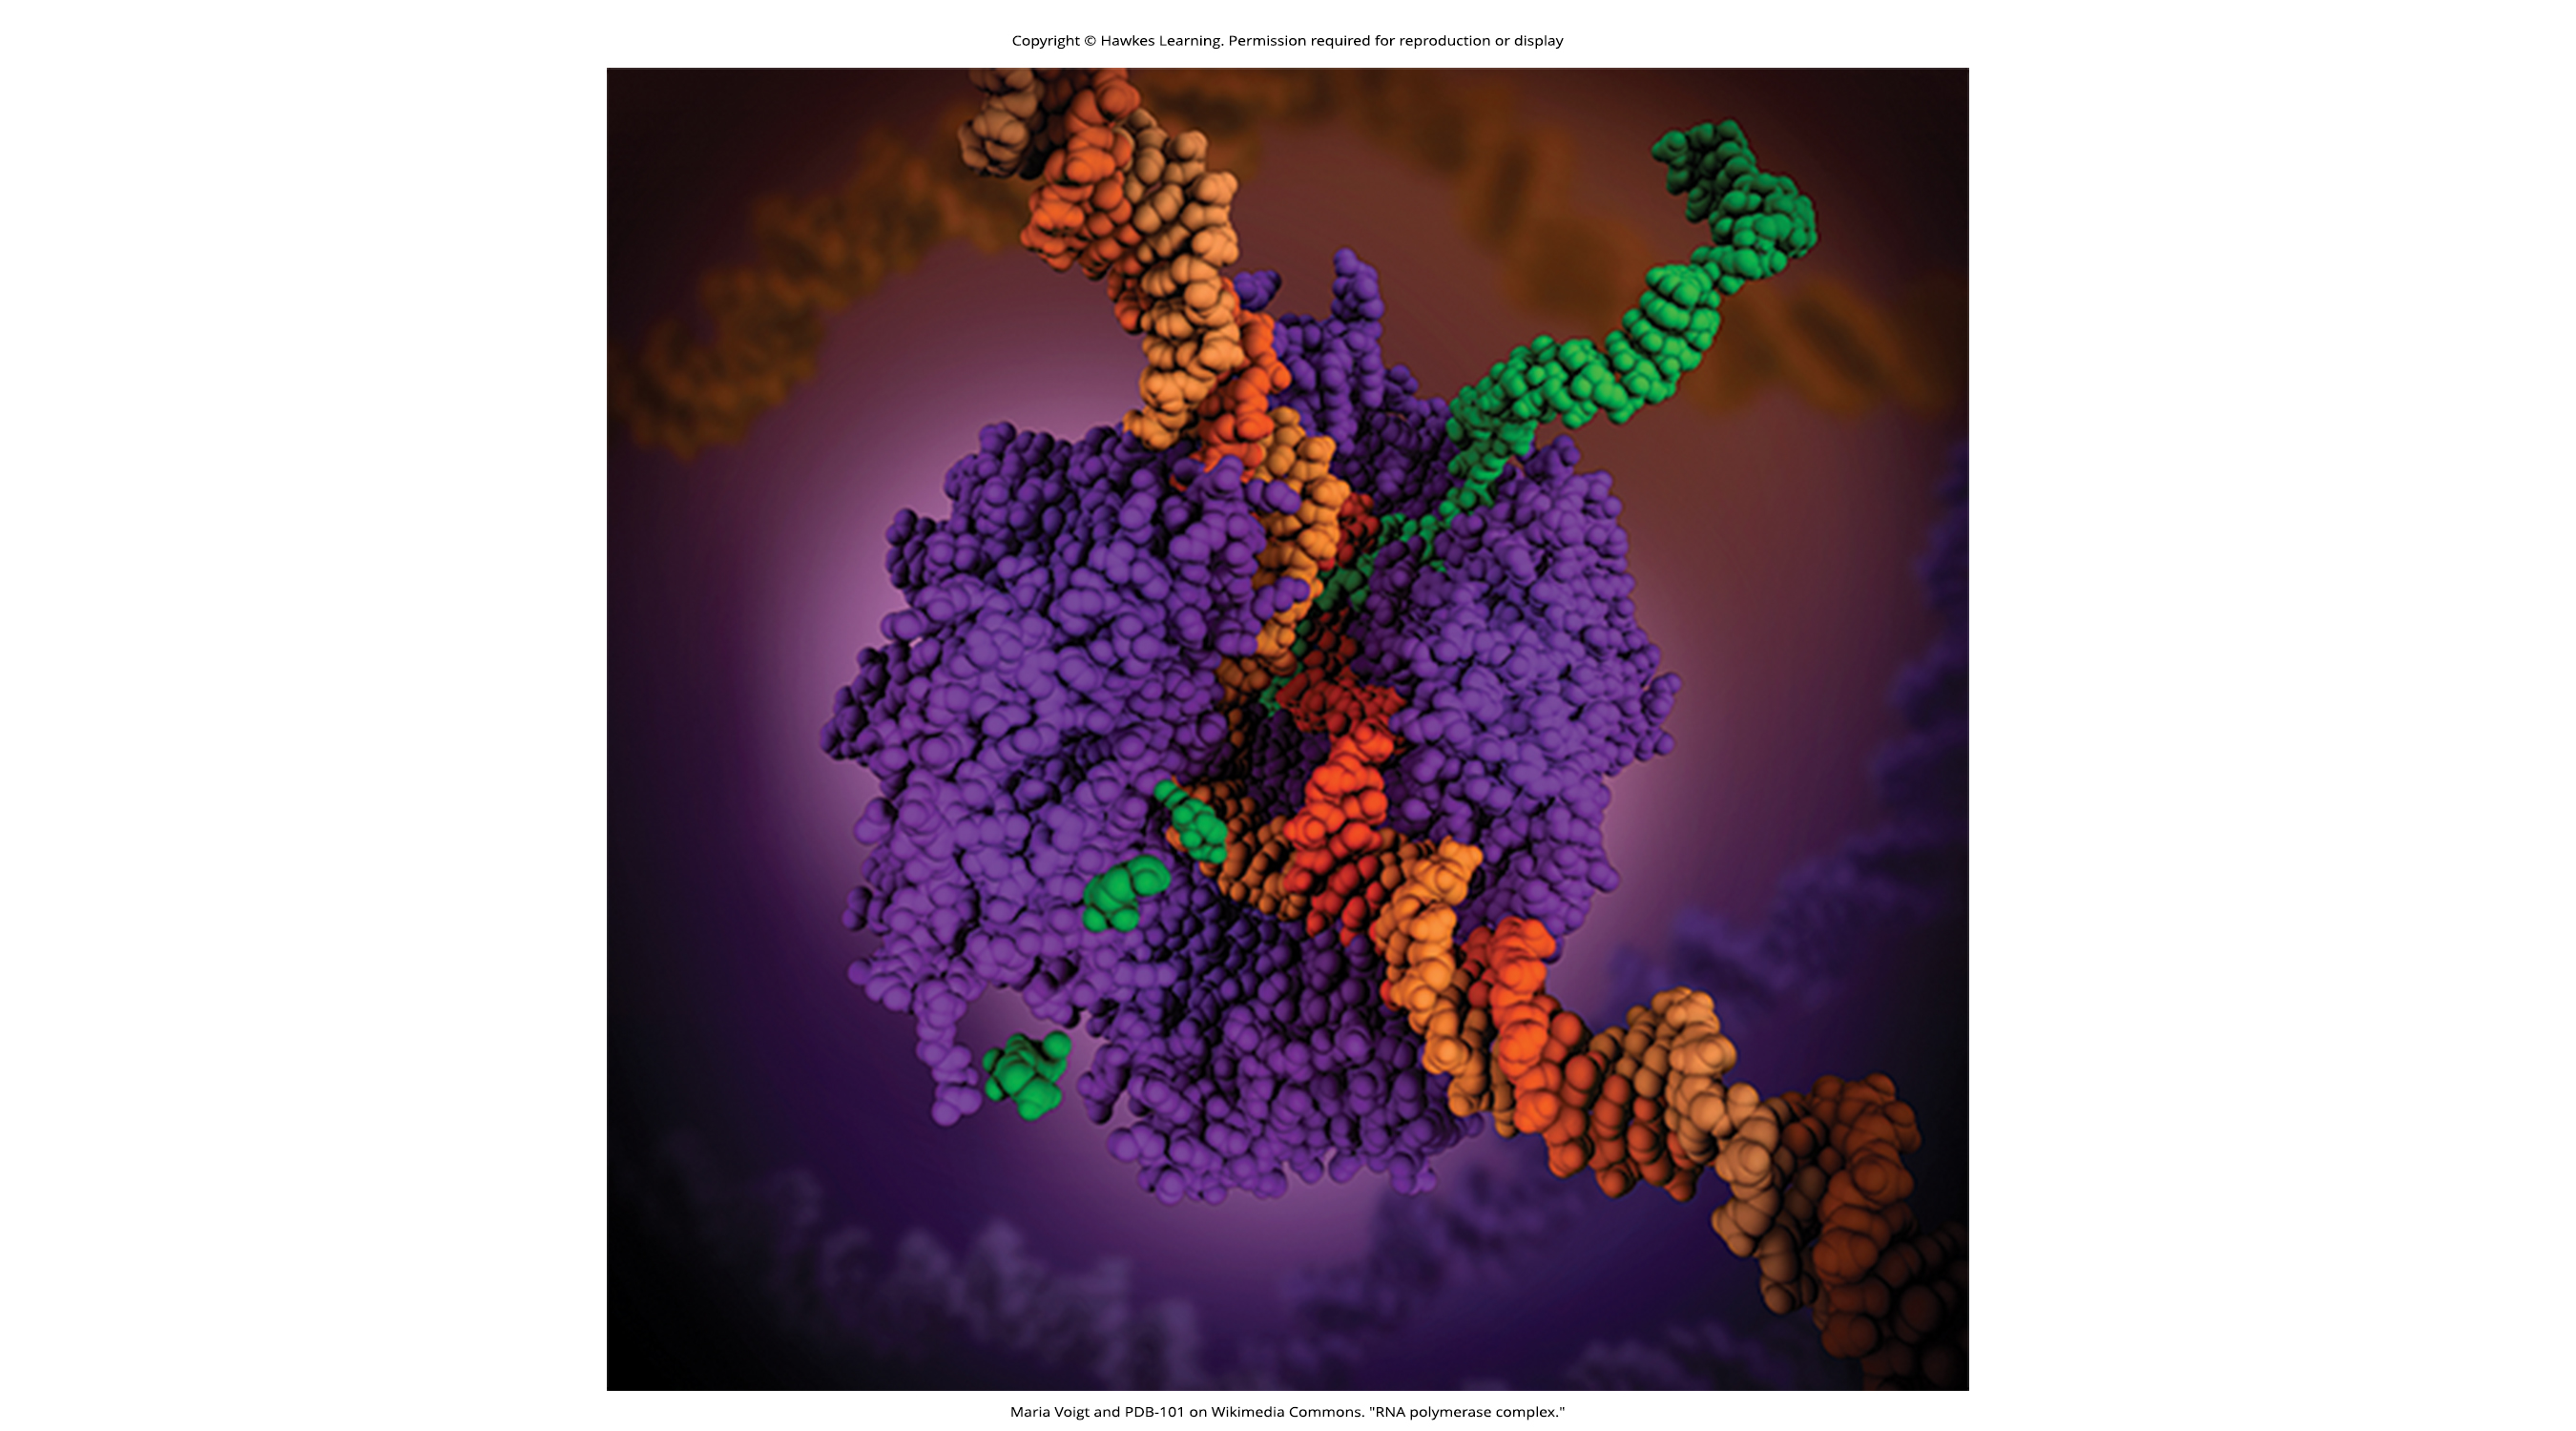 Copyright © Hawkes Learning. Permission required for reproduction or display
Maria Voigt and PDB-101 on Wikimedia Commons. "RNA polymerase complex."